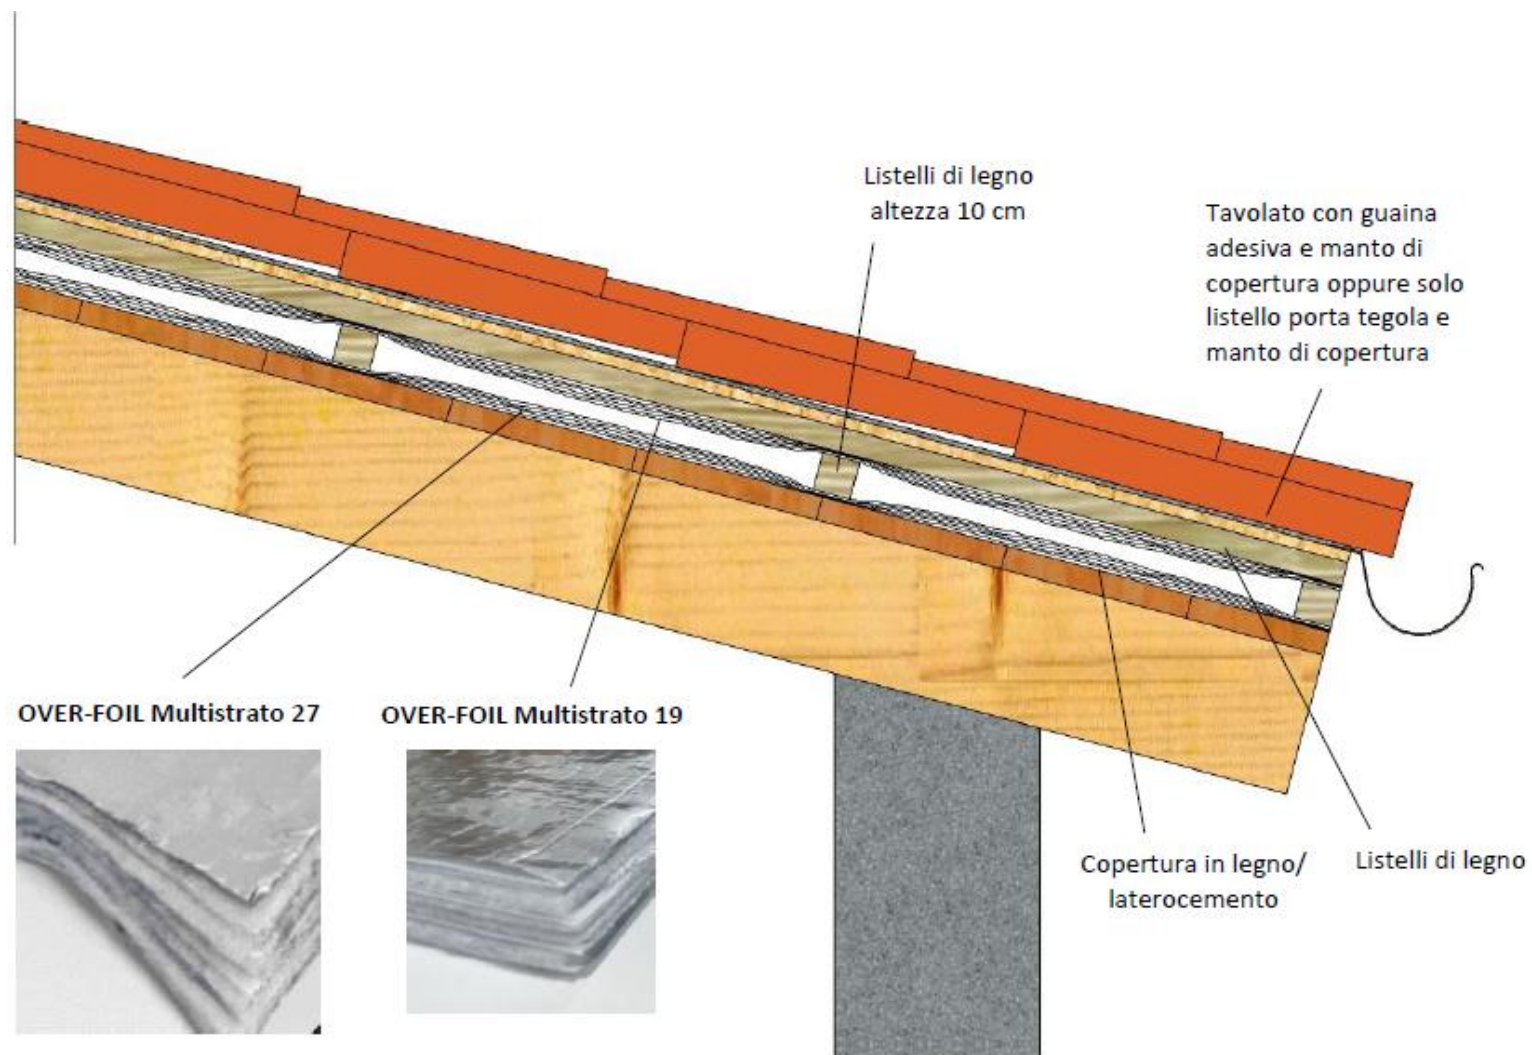 Listelli di legno
altezza 10 cm
Tavolato con guaina
adesiva e manto di
copertura oppure solo
listello porta tegola e
manto di copertura
OVER-FOIL Multistrato 27
OVER-FOIL Multistrato 19
Copertura in legno/
laterocemento
Listelli di legno